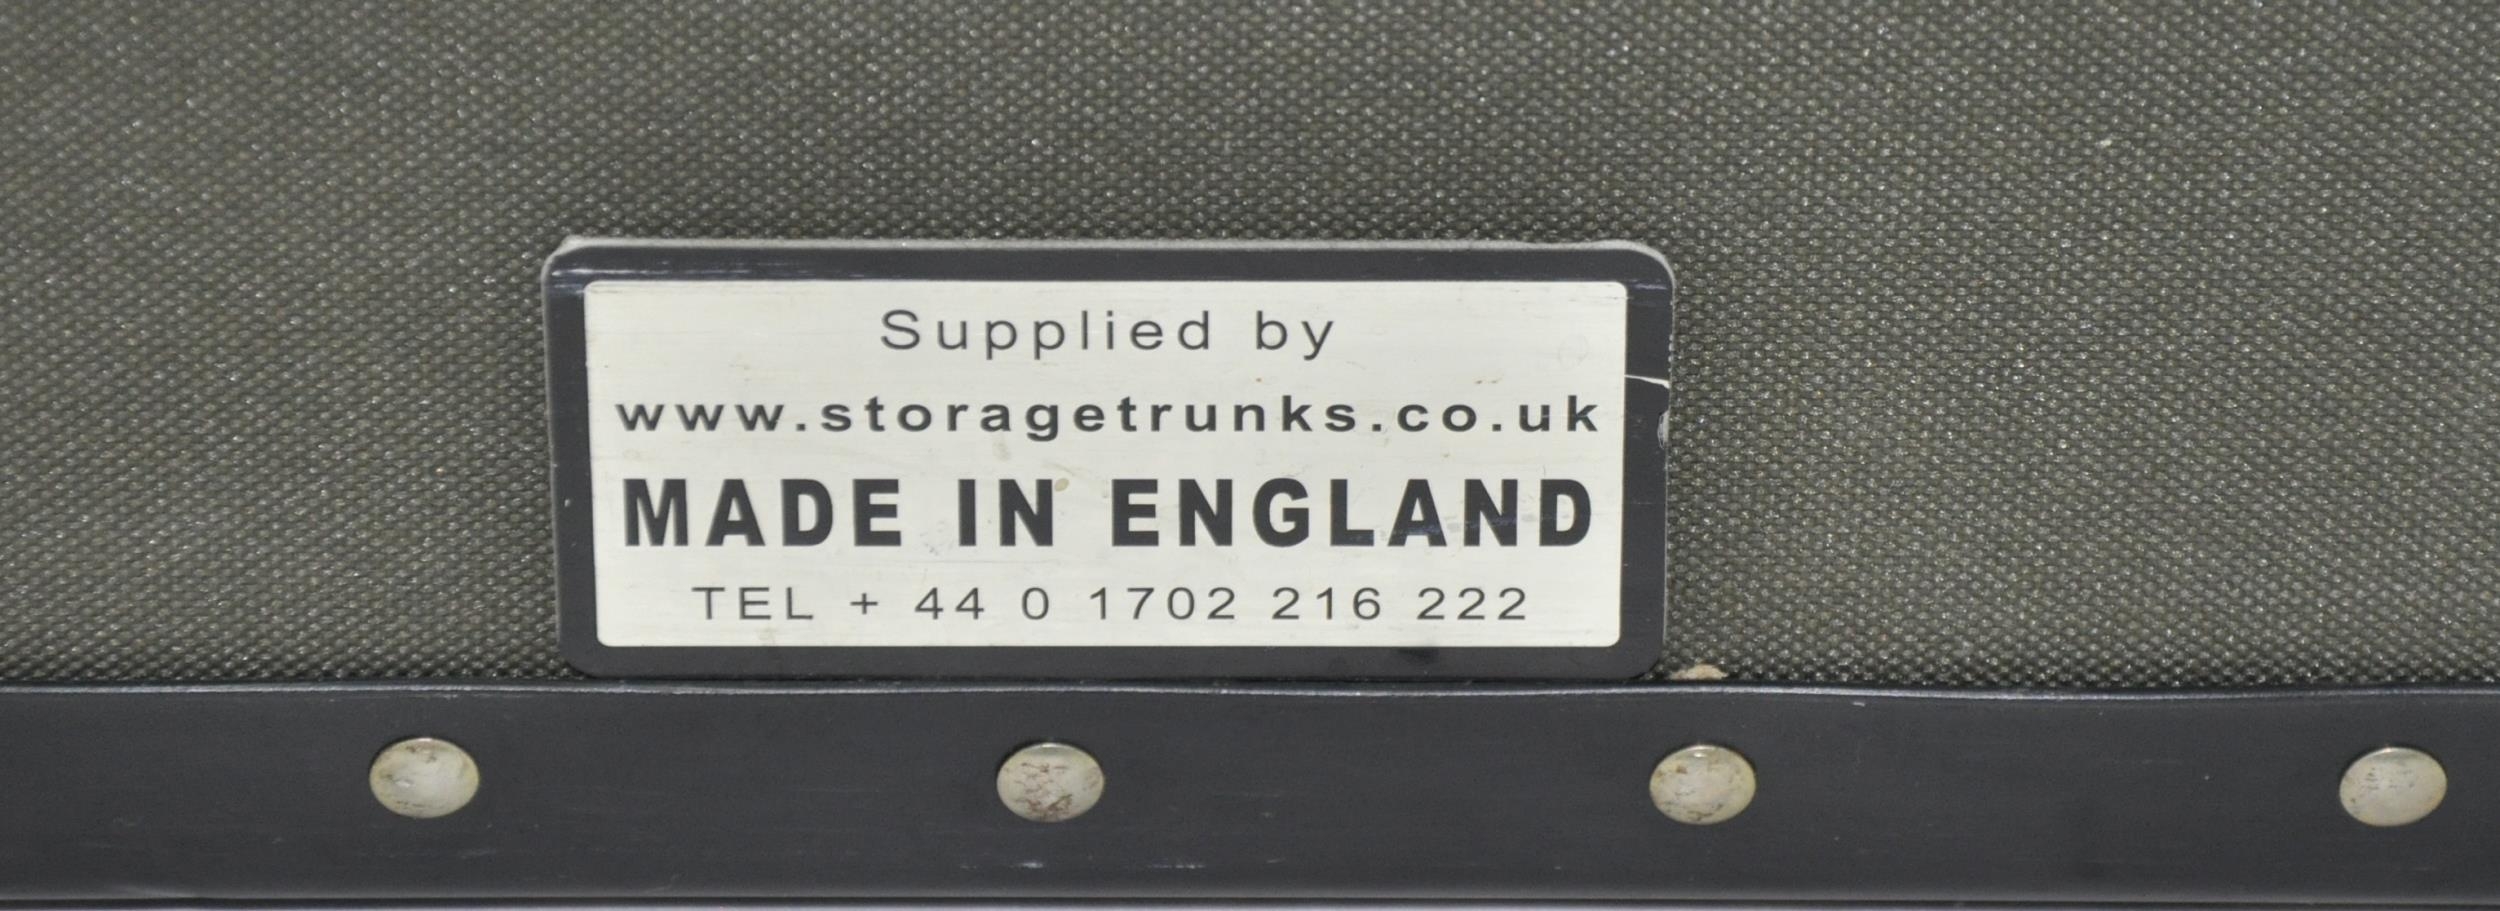 Supplied by
www.storagetrunks.co.uk
MADE IN ENGLAND
TEL + 44 0 1702 216 222